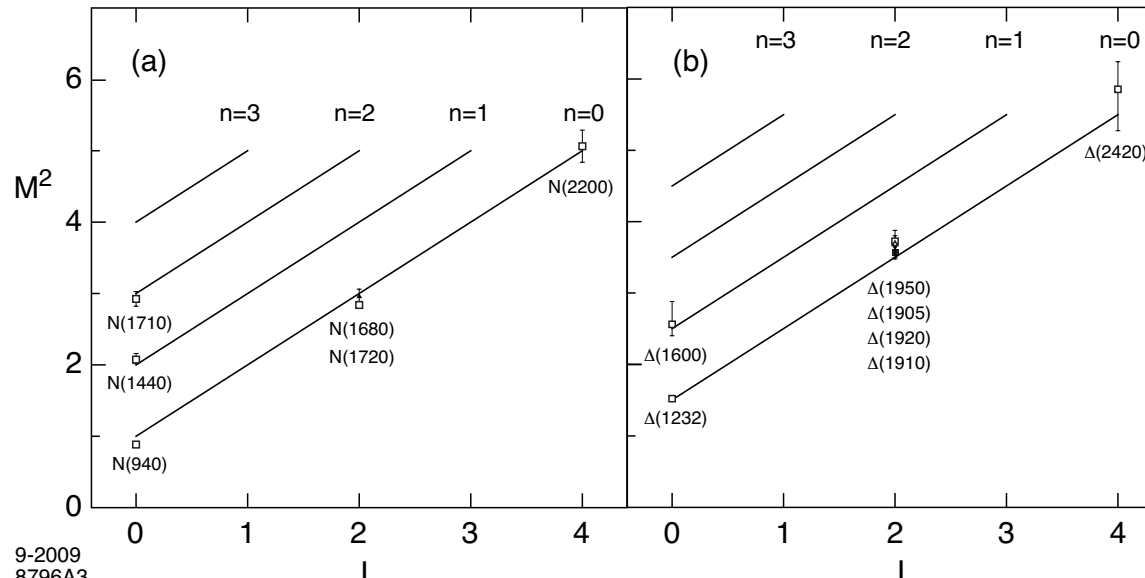 (a)
n=3 n=2 n=1 n=0
6
4
2
0
M²
N(2200)
N(1710)
N(1680)
N(1720)
N(1440)
N(940)
0 1 2 3 4
(b)
n=3 n=2 n=1 n=0
Δ(2420)
Δ(1950)
Δ(1905)
Δ(1920)
Δ(1910)
Δ(1600)
Δ(1232)
0 1 2 3 4
9-2009
8796A3